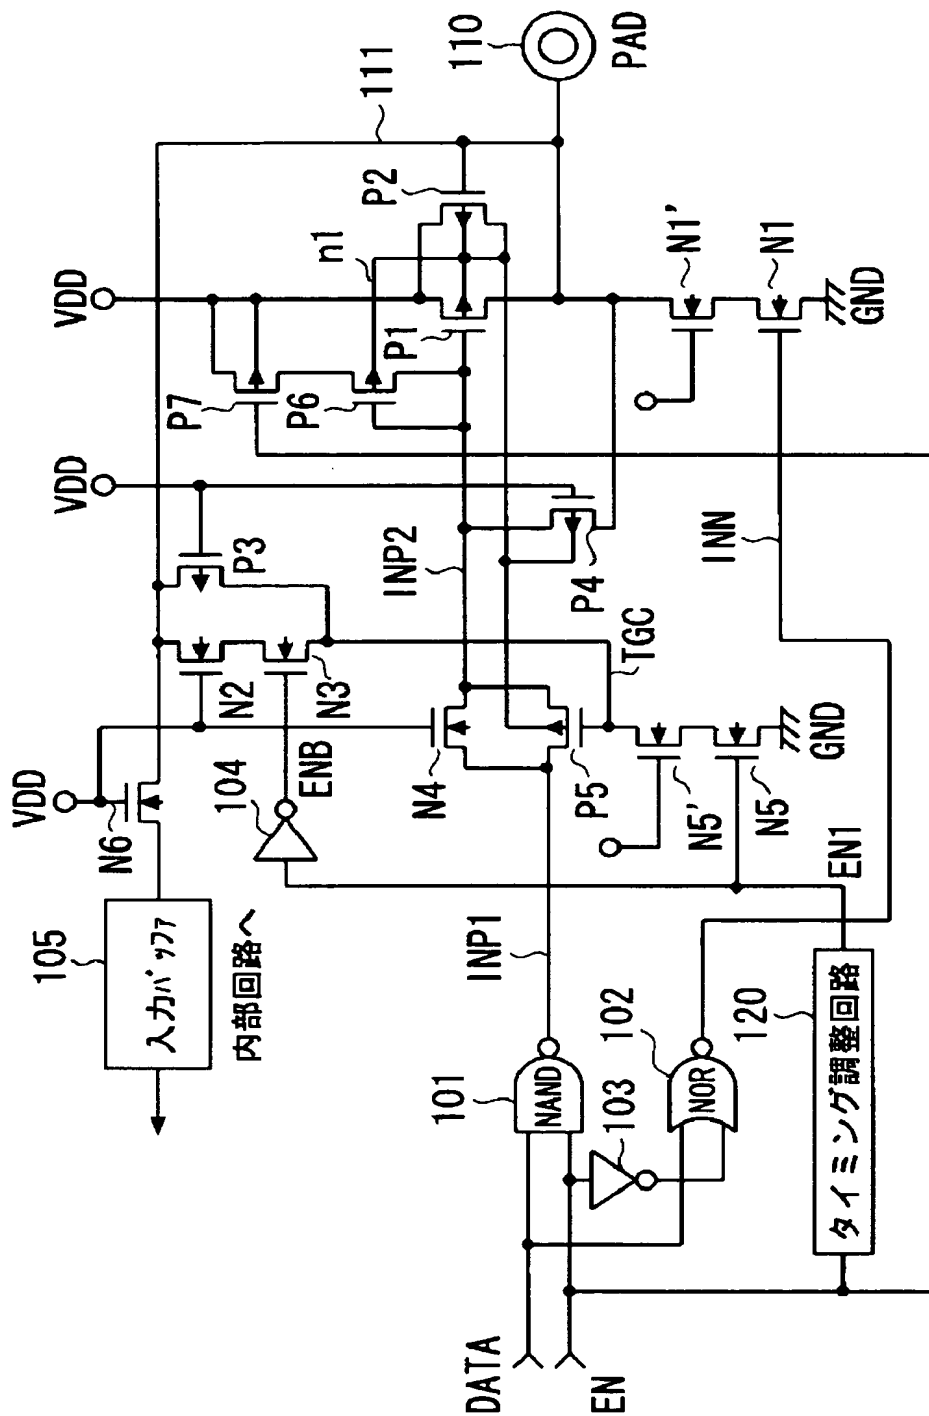 VDD
N6
105
入力バッファ
内部回路へ
104
ENB
N2
N3
P3
VDD
VDD
P7
P6
n1
P1
P2
111
110
PAD
INP2
N4
P5
P4
TGC
N5'
N5
GND
N1'
N1
GND
INN
EN1
INP1
101
NAND
102
NOR
103
120
タイミング調整回路
DATA
EN